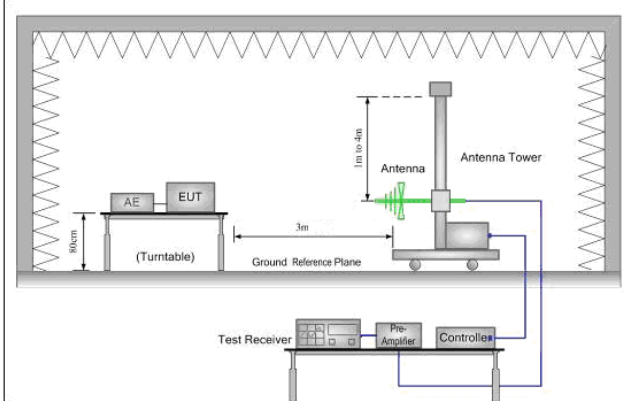 1m to 4m
Antenna
Antenna Tower
AE
EUT
80cm
3m
(Turntable)
Ground Reference Plane
Test Receiver
Pre-
Amplifier
Controller